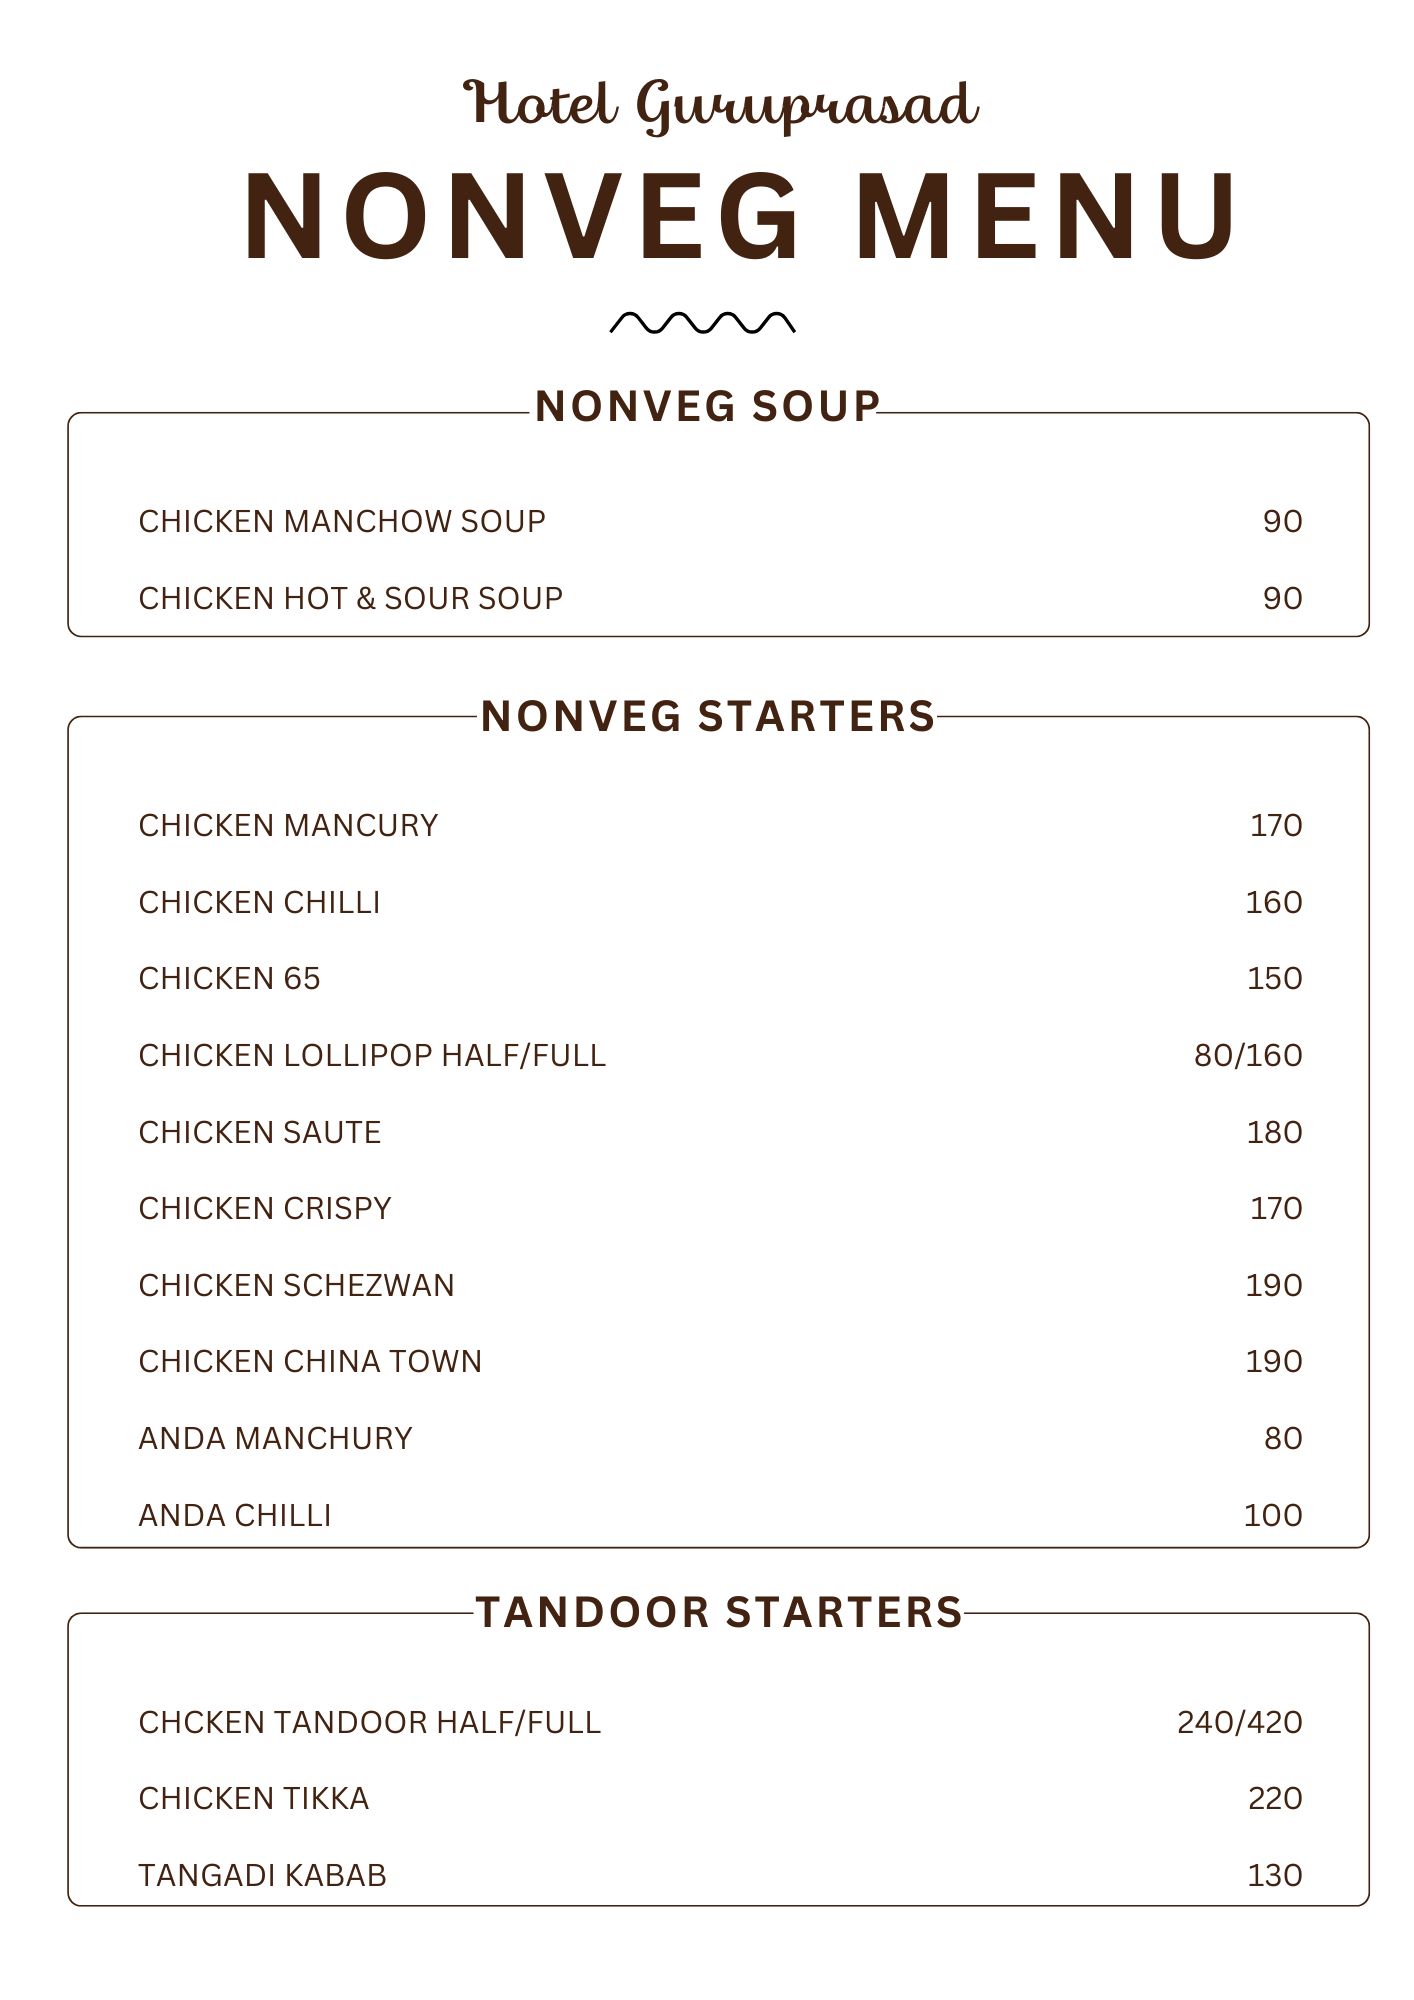 Hotel Guruprasad
NONVEG MENU
NONVEG SOUP
CHICKEN MANCHOW SOUP 90
CHICKEN HOT & SOUR SOUP 90
NONVEG STARTERS
CHICKEN MANCURY 170
CHICKEN CHILLI 160
CHICKEN 65 150
CHICKEN LOLLIPOP HALF/FULL 80/160
CHICKEN SAUTE 180
CHICKEN CRISPY 170
CHICKEN SCHEZWAN 190
CHICKEN CHINA TOWN 190
ANDA MANCHURY 80
ANDA CHILLI 100
TANDOOR STARTERS
CHCKEN TANDOOR HALF/FULL 240/420
CHICKEN TIKKA 220
TANGADI KABAB 130